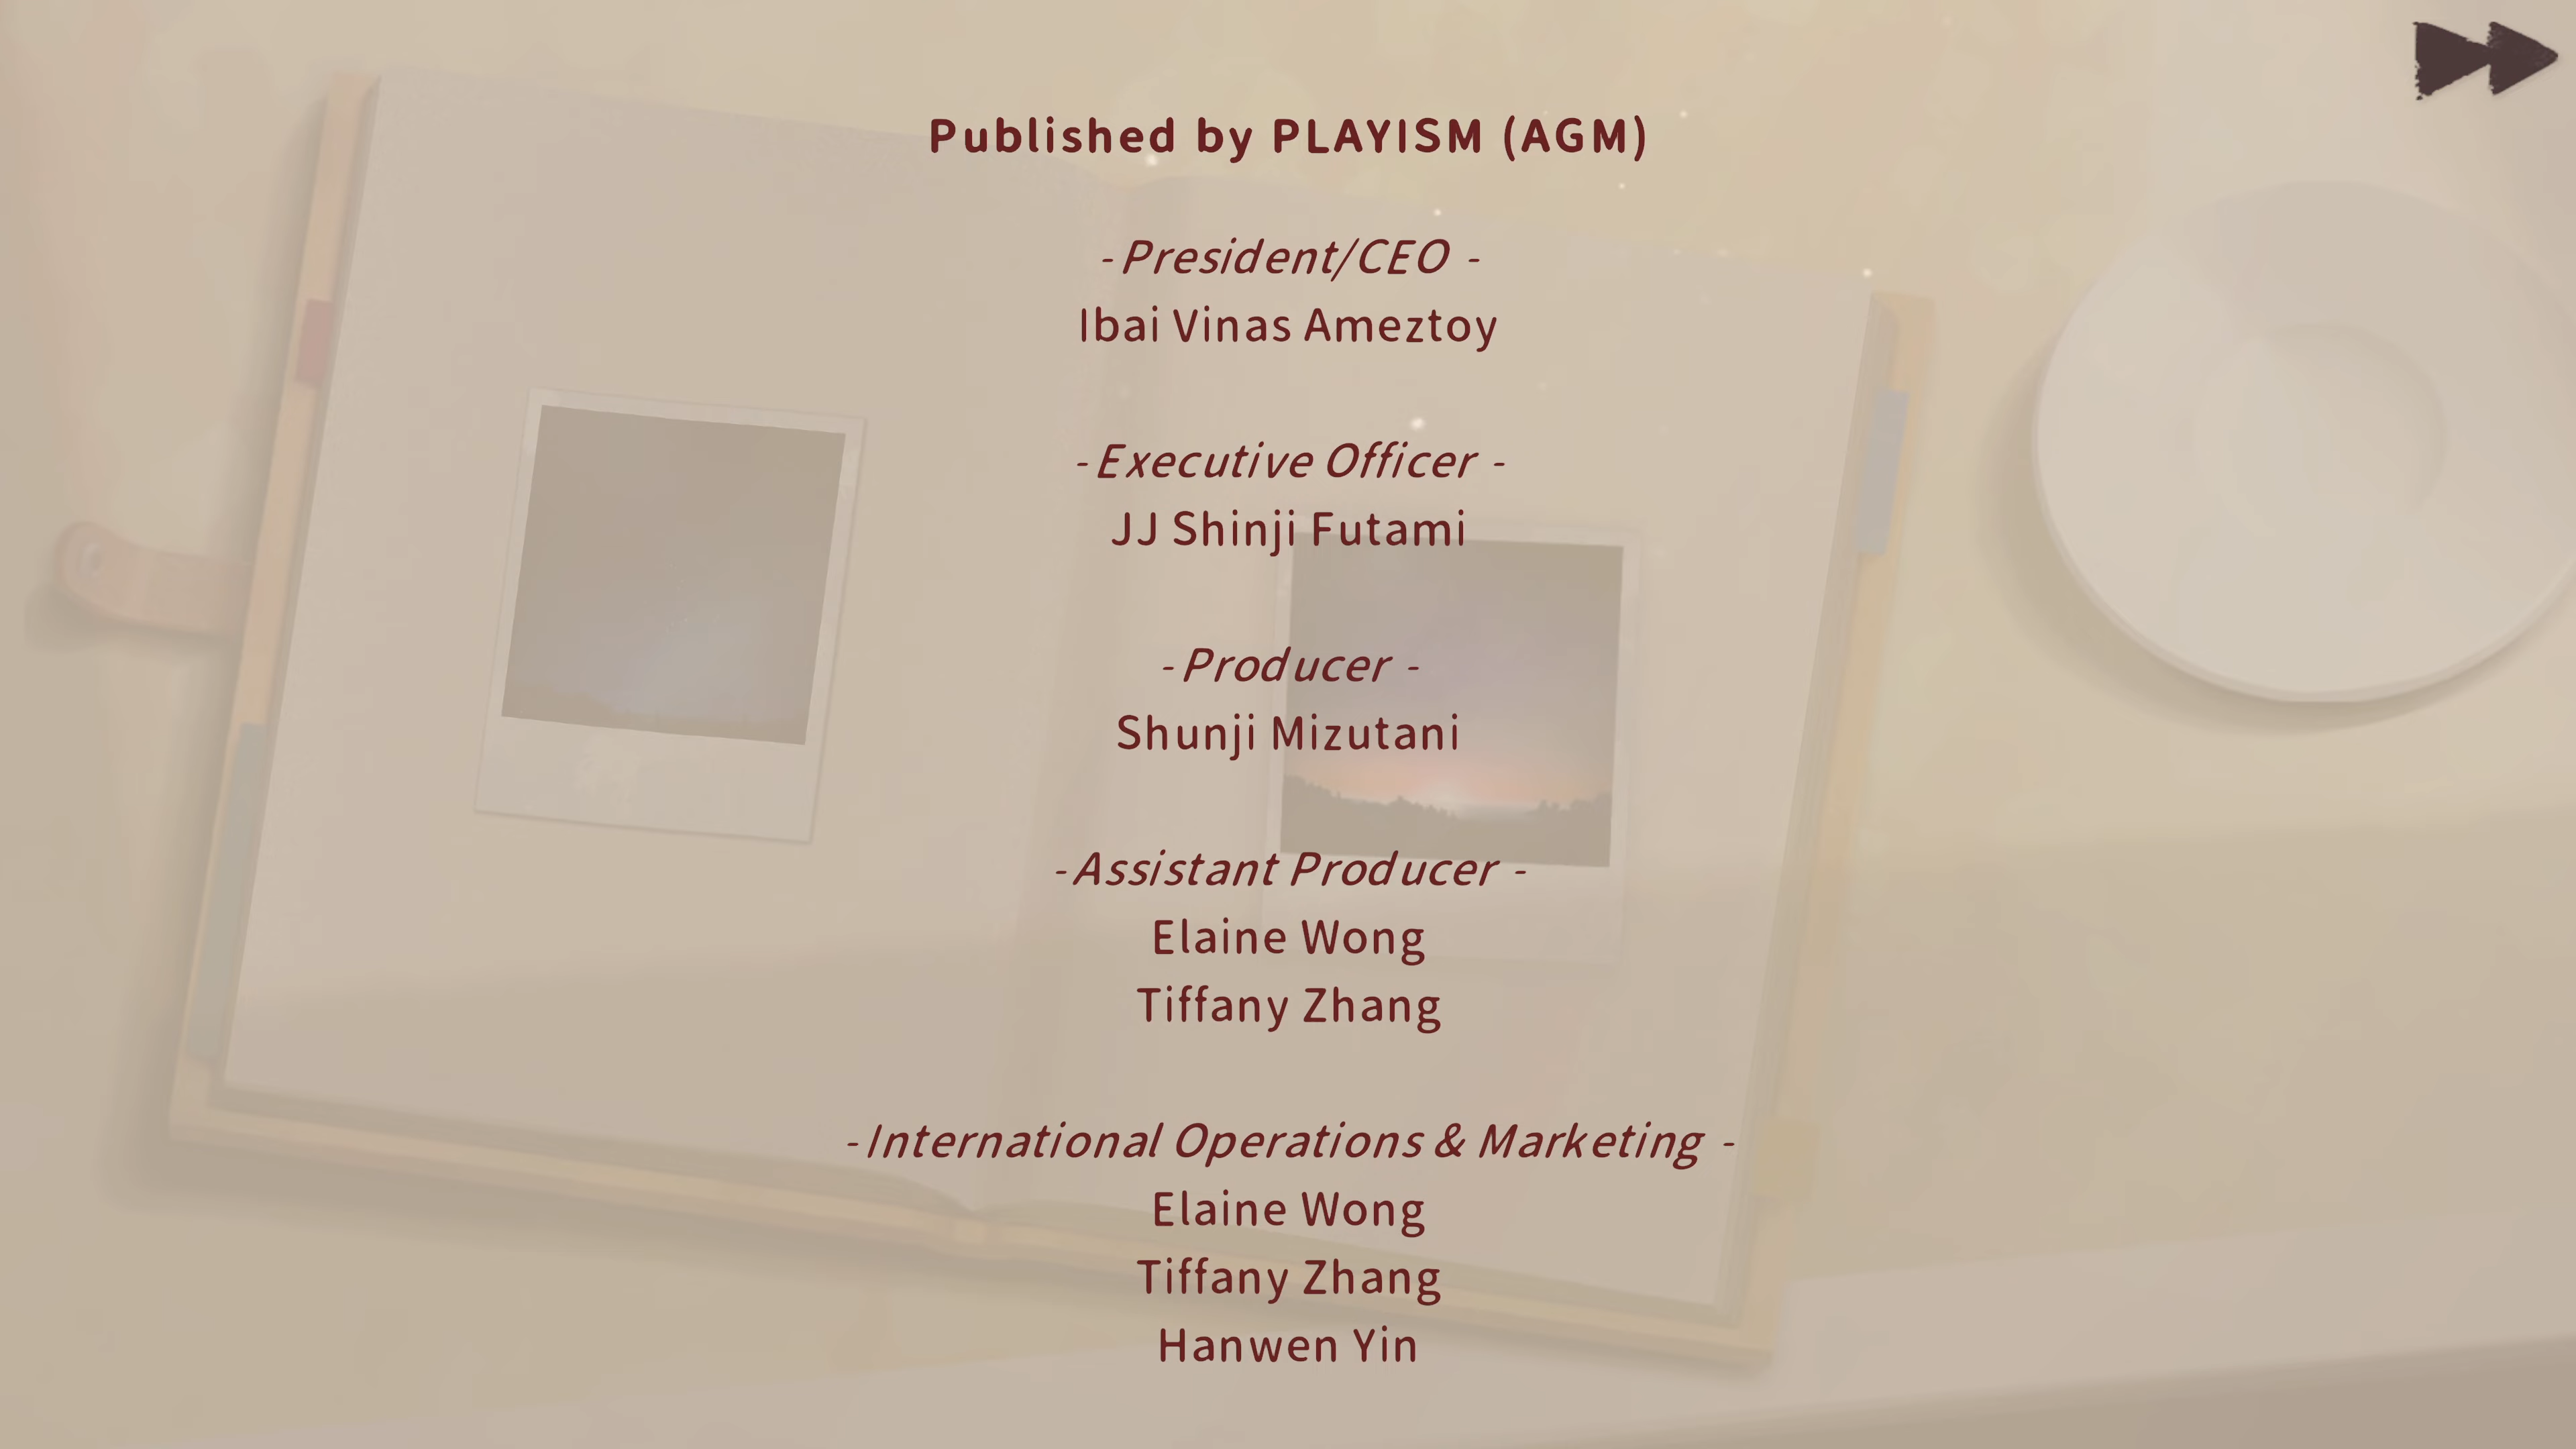 Published by PLAYISM (AGM)
- President/CEO -
Ibai Vinas Ameztoy
- Executive Officer -
JJ Shinji Futami
- Producer -
Shunji Mizutani
- Assistant Producer -
Elaine Wong
Tiffany Zhang
- International Operations & Marketing -
Elaine Wong
Tiffany Zhang
Hanwen Yin